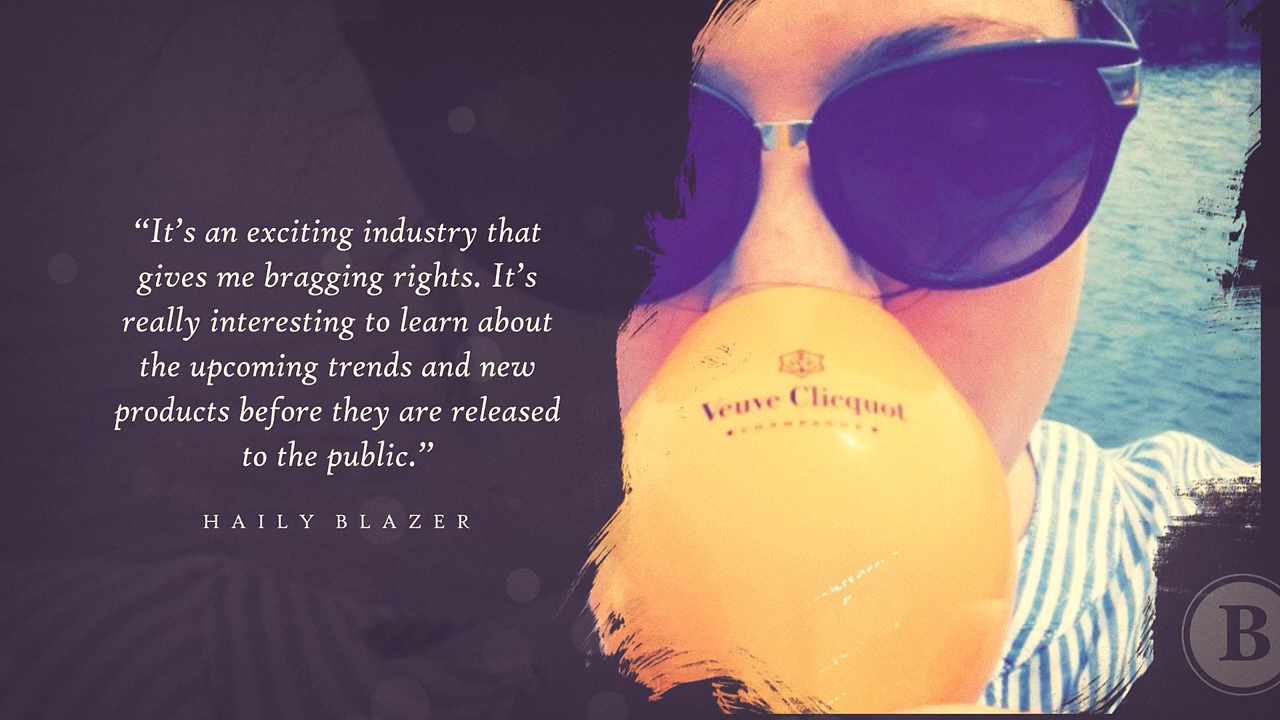 “It’s an exciting industry that
gives me bragging rights. It’s
really interesting to learn about
the upcoming trends and new
products before they are released
to the public.”
HAILY BLAZER
Veuve Clicquot
CHAMPAGNE
B